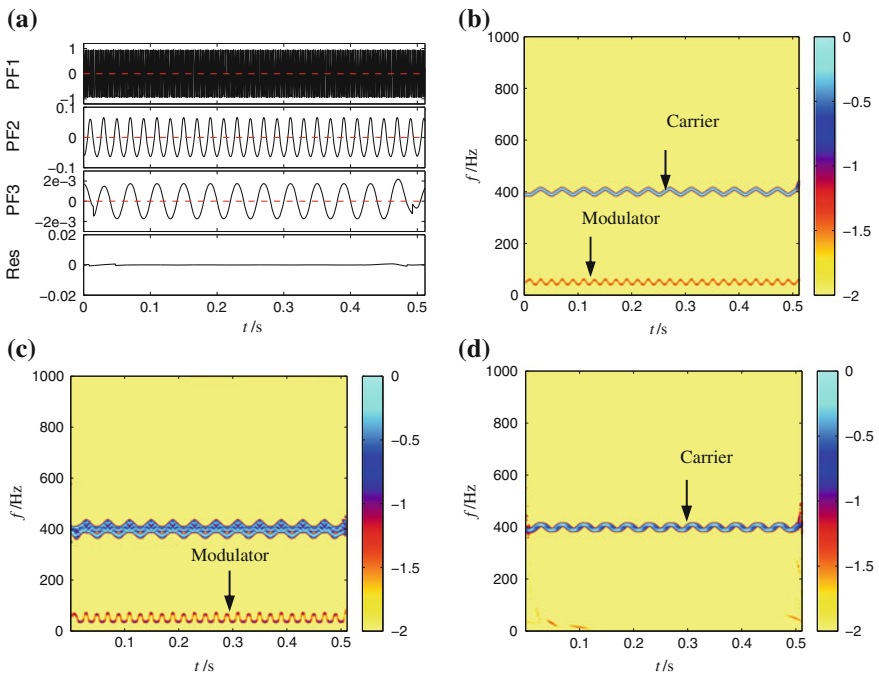 (a)
PF1
1
0
−1
PF2
0.1
0
−0.1
PF3
2e−3
0
−2e−3
Res
0.02
0
−0.02
0 0.1 0.2 0.3 0.4 0.5
t /s
(b)
f /Hz
1000
800
600
400
200
0
Carrier
Modulator
0 0.1 0.2 0.3 0.4 0.5
t /s
0
−0.5
−1
−1.5
−2
(c)
f /Hz
1000
800
600
400
200
0
Modulator
0.1 0.2 0.3 0.4 0.5
t /s
0
−0.5
−1
−1.5
−2
(d)
f /Hz
1000
800
600
400
200
0
Carrier
0.1 0.2 0.3 0.4 0.5
t /s
0
−0.5
−1
−1.5
−2